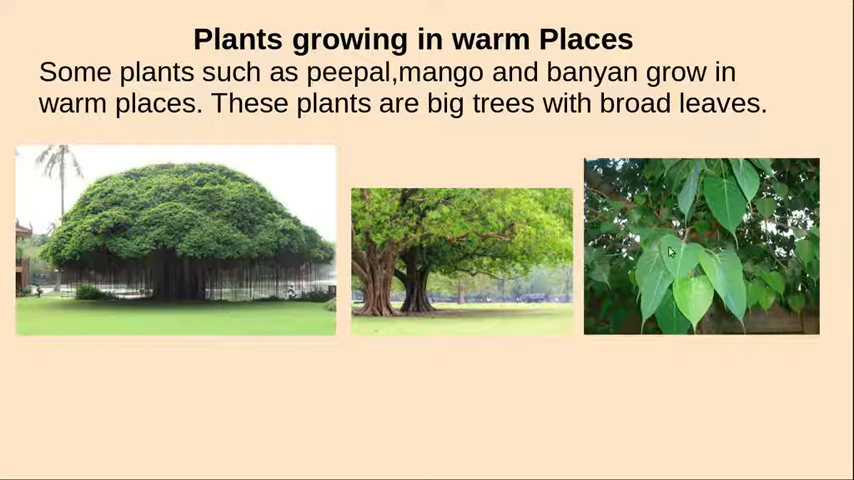 Plants growing in warm Places
Some plants such as peepal,mango and banyan grow in
warm places. These plants are big trees with broad leaves.